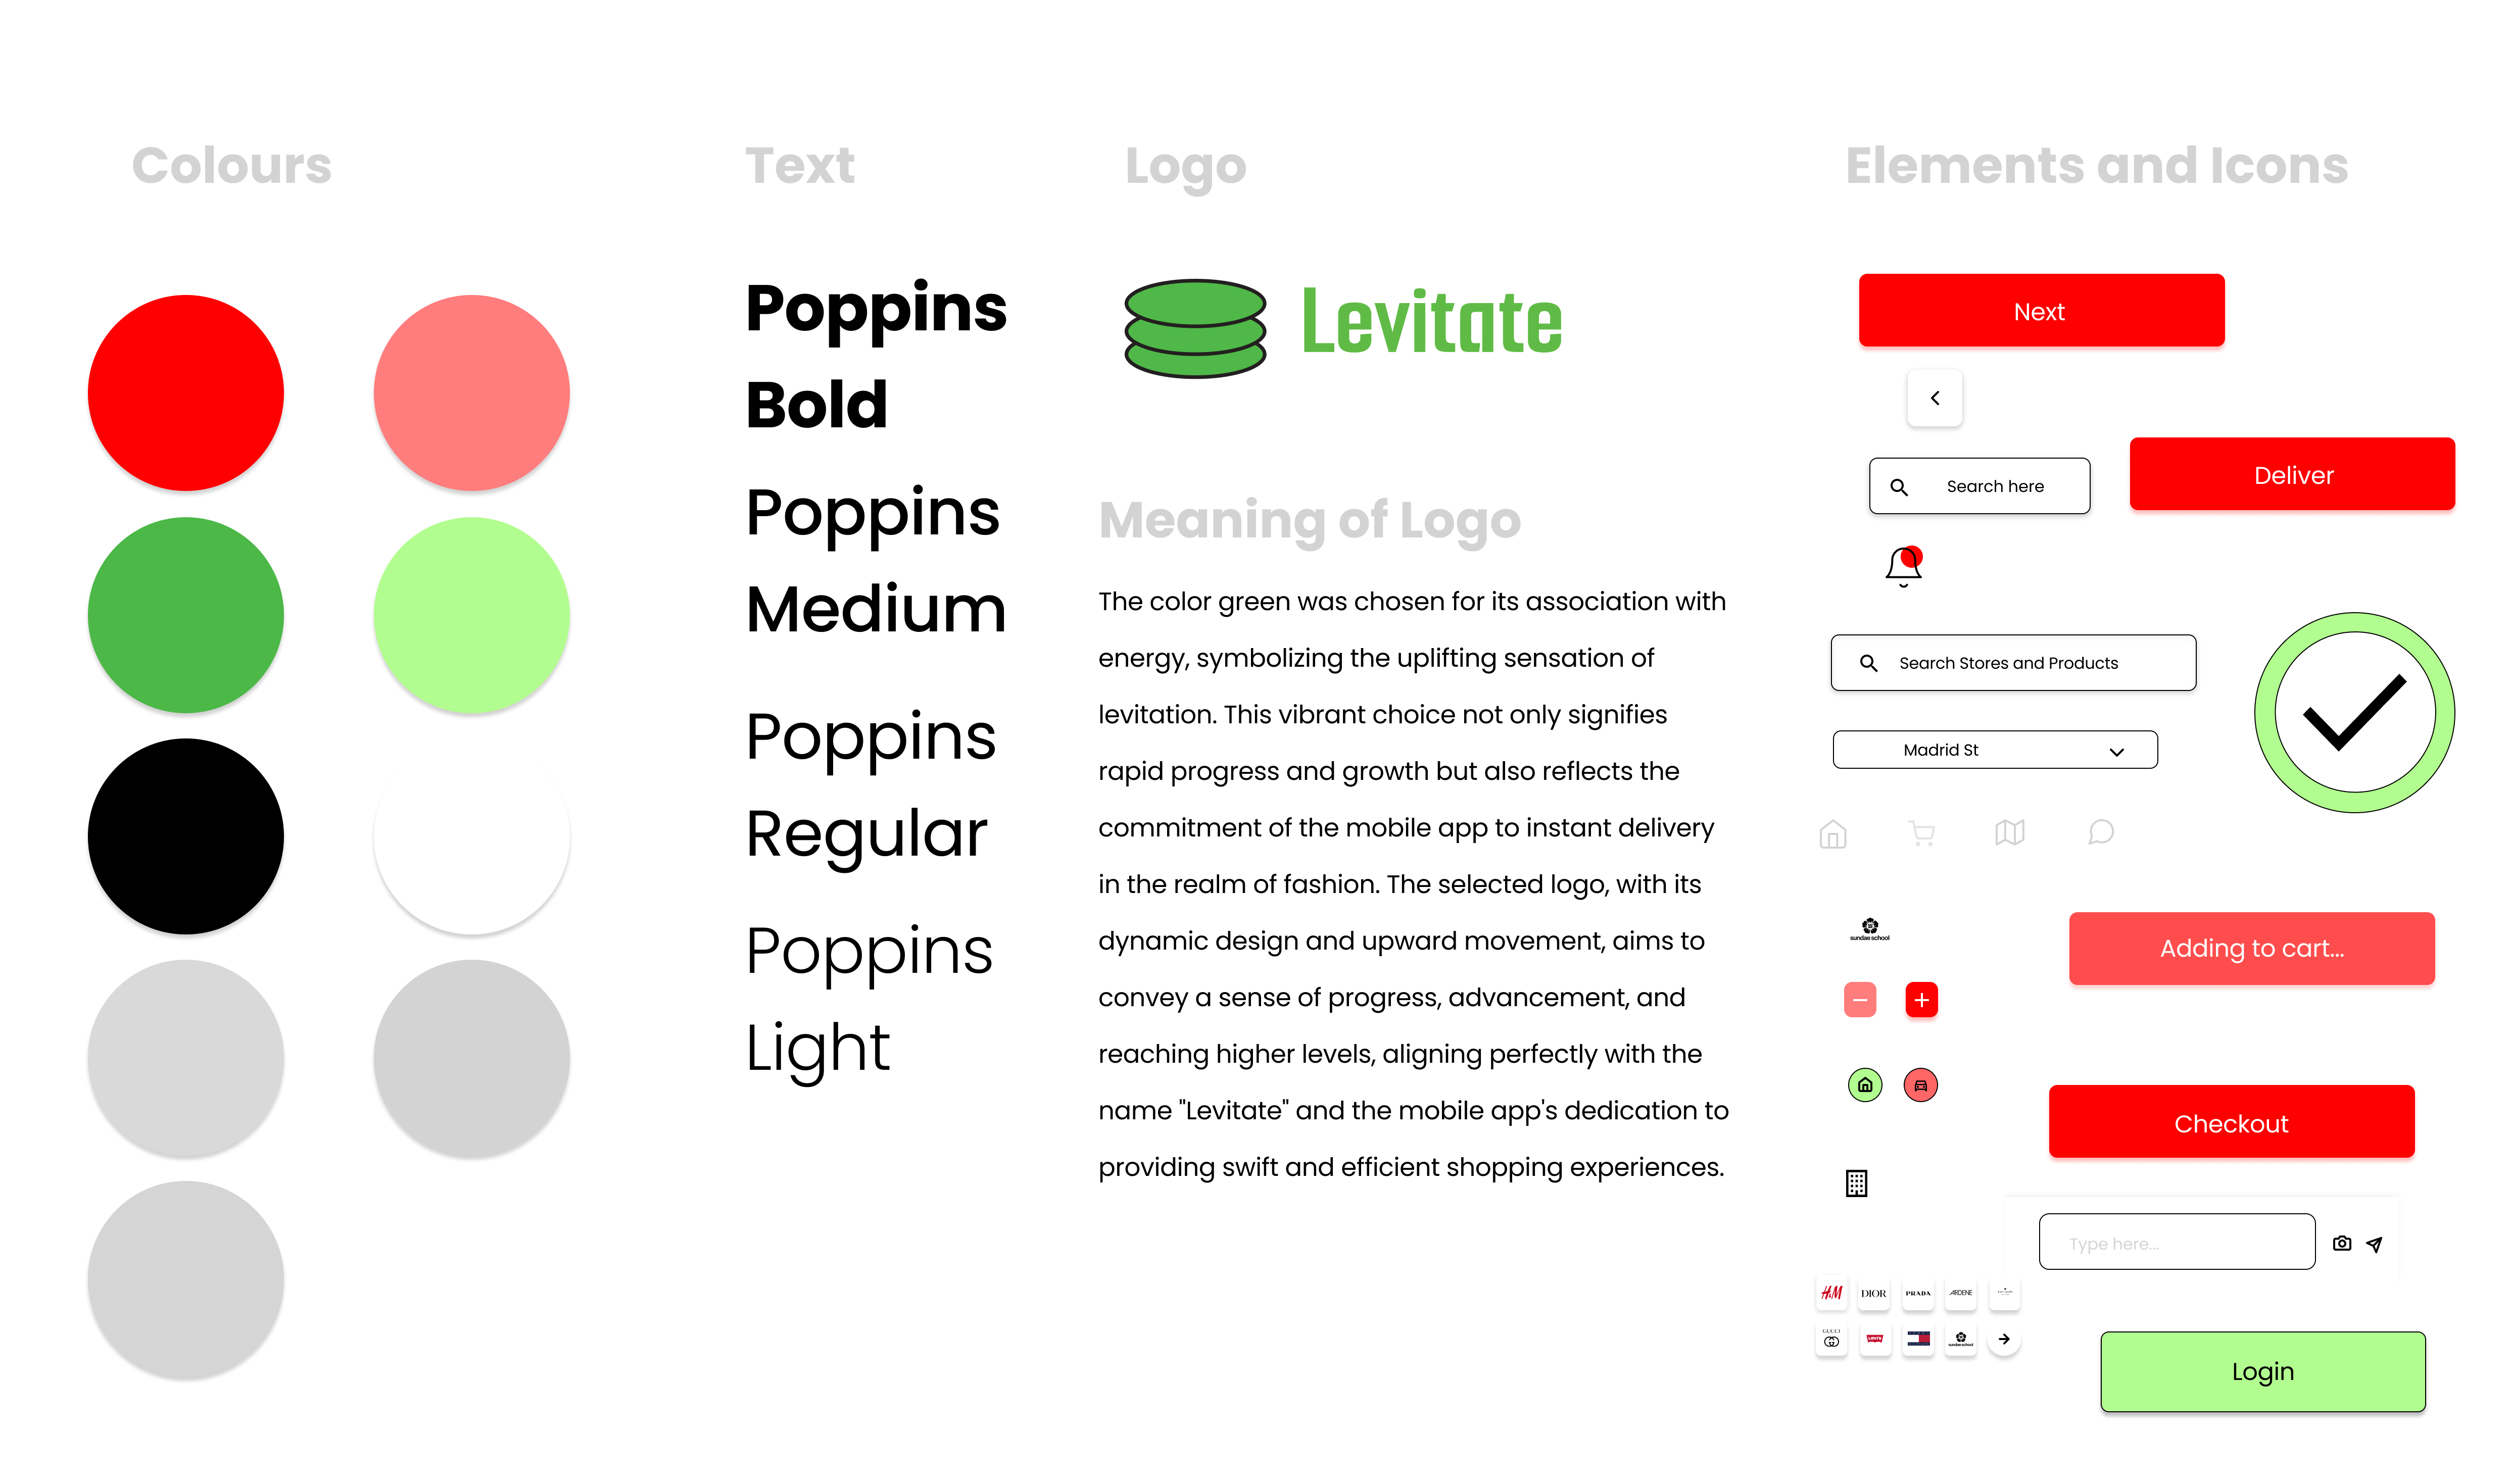 Colours
Text
Logo
Elements and Icons
Poppins
Bold
Poppins
Medium
Poppins
Regular
Poppins
Light
Levitate
Meaning of Logo
The color green was chosen for its association with
energy, symbolizing the uplifting sensation of
levitation. This vibrant choice not only signifies
rapid progress and growth but also reflects the
commitment of the mobile app to instant delivery
in the realm of fashion. The selected logo, with its
dynamic design and upward movement, aims to
convey a sense of progress, advancement, and
reaching higher levels, aligning perfectly with the
name "Levitate" and the mobile app's dedication to
providing swift and efficient shopping experiences.
Next
Deliver
Search here
Search Stores and Products
Madrid St
sundae school
Adding to cart...
Checkout
Type here...
H&M
DIOR
PRADA
ARDENE
GUCCI
Levi's
sundae school
Login